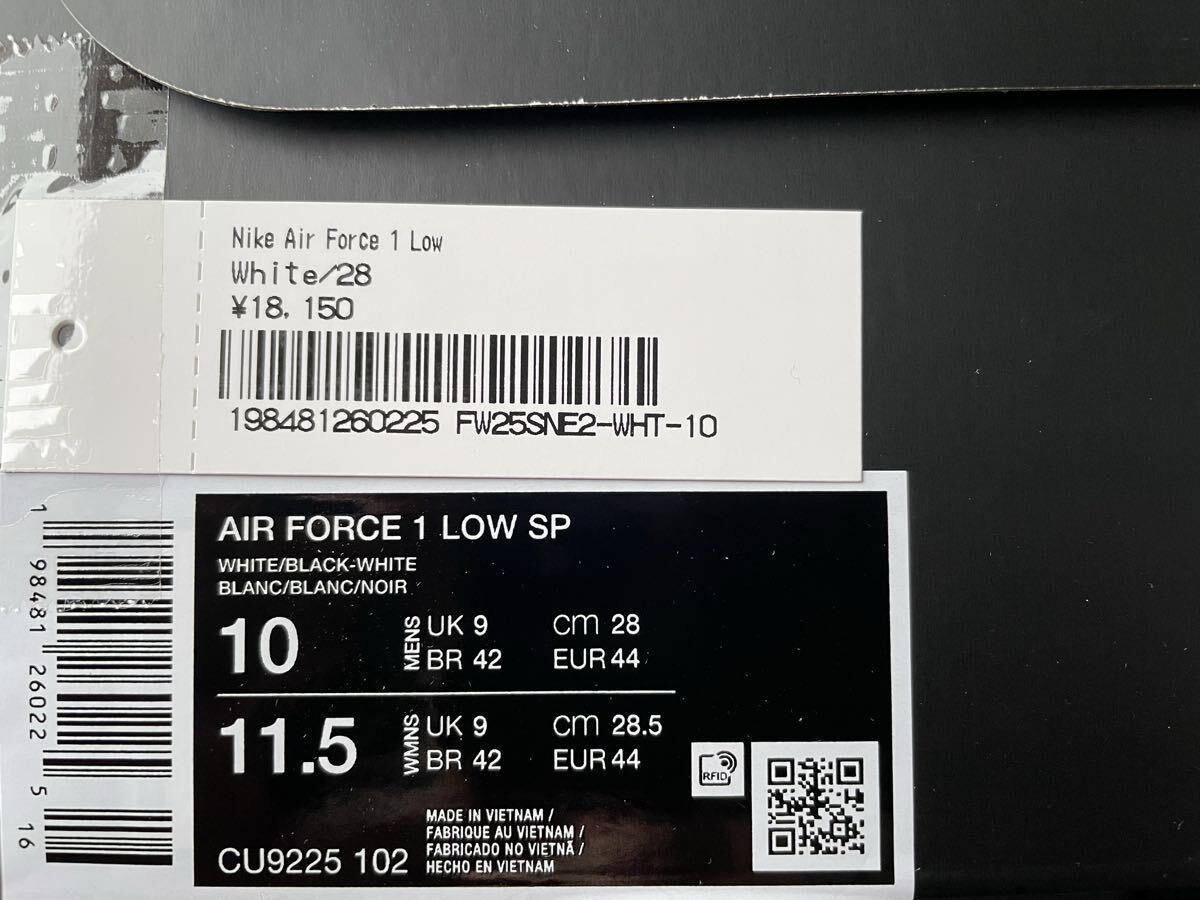 Nike Air Force 1 Low
White/28
¥18,150
198481260225 FW25SNE2-WHT-10
AIR FORCE 1 LOW SP
WHITE/BLACK-WHITE
BLANC/BLANC/NOIR
10 MENS UK 9 cm 28
BR 42 EUR 44
11.5 WMNS UK 9 cm 28.5
BR 42 EUR 44
RFID
MADE IN VIETNAM /
FABRIQUE AU VIETNAM /
FABRICADO NO VIETNÃ /
HECHO EN VIETNAM
CU9225 102
1 98481 26022 5 16